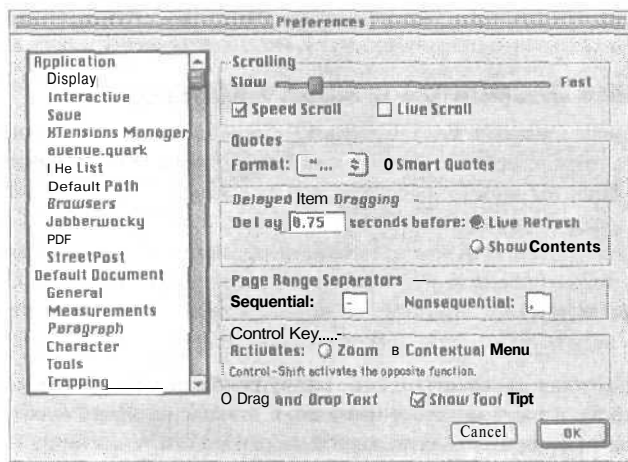 Preferences
Application
Display
Interactive
Save
XTensions Manager
avenue.quark
I He List
Default Path
Browsers
Jabberwocky
PDF
StreetPost
Default Document
General
Measurements
Paragraph
Character
Tools
Trapping
Scrolling
Slow Fast
Speed Scroll Live Scroll
Quotes
Format: "... 0 Smart Quotes
Delayed Item Dragging
Delay 0.75 seconds before: Live Refresh
Show Contents
Page Range Separators
Sequential: - Nonsequential: ,
Control Key.....-
Activates: Zoom B Contextual Menu
Control-Shift activates the opposite function.
O Drag and Drop Text Show Tool Tipt
Cancel OK